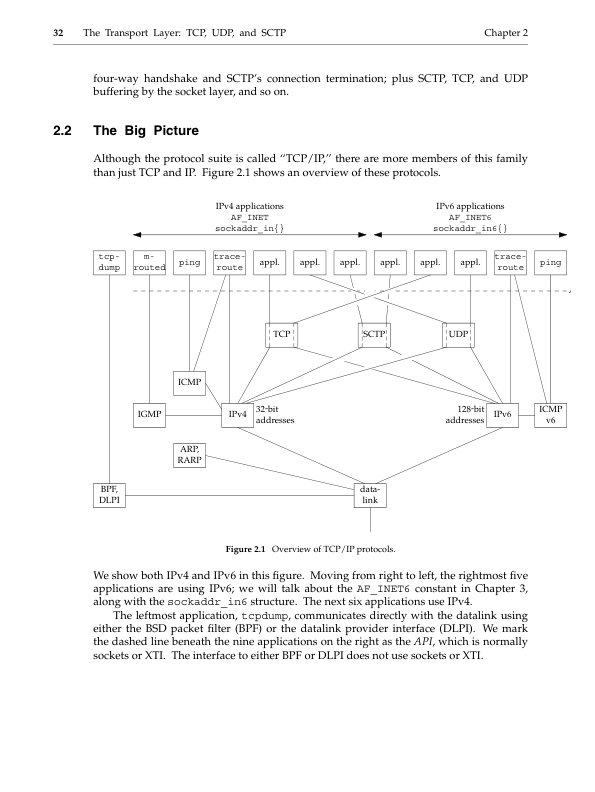 32 The Transport Layer: TCP, UDP, and SCTP Chapter 2
four-way handshake and SCTP's connection termination; plus SCTP, TCP, and UDP
buffering by the socket layer, and so on.
2.2 The Big Picture
Although the protocol suite is called “TCP/IP,” there are more members of this family
than just TCP and IP. Figure 2.1 shows an overview of these protocols.
IPv4 applications
AF_INET
sockaddr_in{}
IPv6 applications
AF_INET6
sockaddr_in6{}
tcp-
dump
m-
routed
ping
trace-
route
appl.
appl.
appl.
appl.
appl.
appl.
trace-
route
ping
TCP
SCTP
UDP
ICMP
IGMP
IPv4
32-bit
addresses
128-bit
addresses
IPv6
ICMP
v6
ARP,
RARP
BPF,
DLPI
data-
link
Figure 2.1 Overview of TCP/IP protocols.
We show both IPv4 and IPv6 in this figure. Moving from right to left, the rightmost five
applications are using IPv6; we will talk about the AF_INET6 constant in Chapter 3,
along with the sockaddr_in6 structure. The next six applications use IPv4.
The leftmost application, tcpdump, communicates directly with the datalink using
either the BSD packet filter (BPF) or the datalink provider interface (DLPI). We mark
the dashed line beneath the nine applications on the right as the API, which is normally
sockets or XTI. The interface to either BPF or DLPI does not use sockets or XTI.